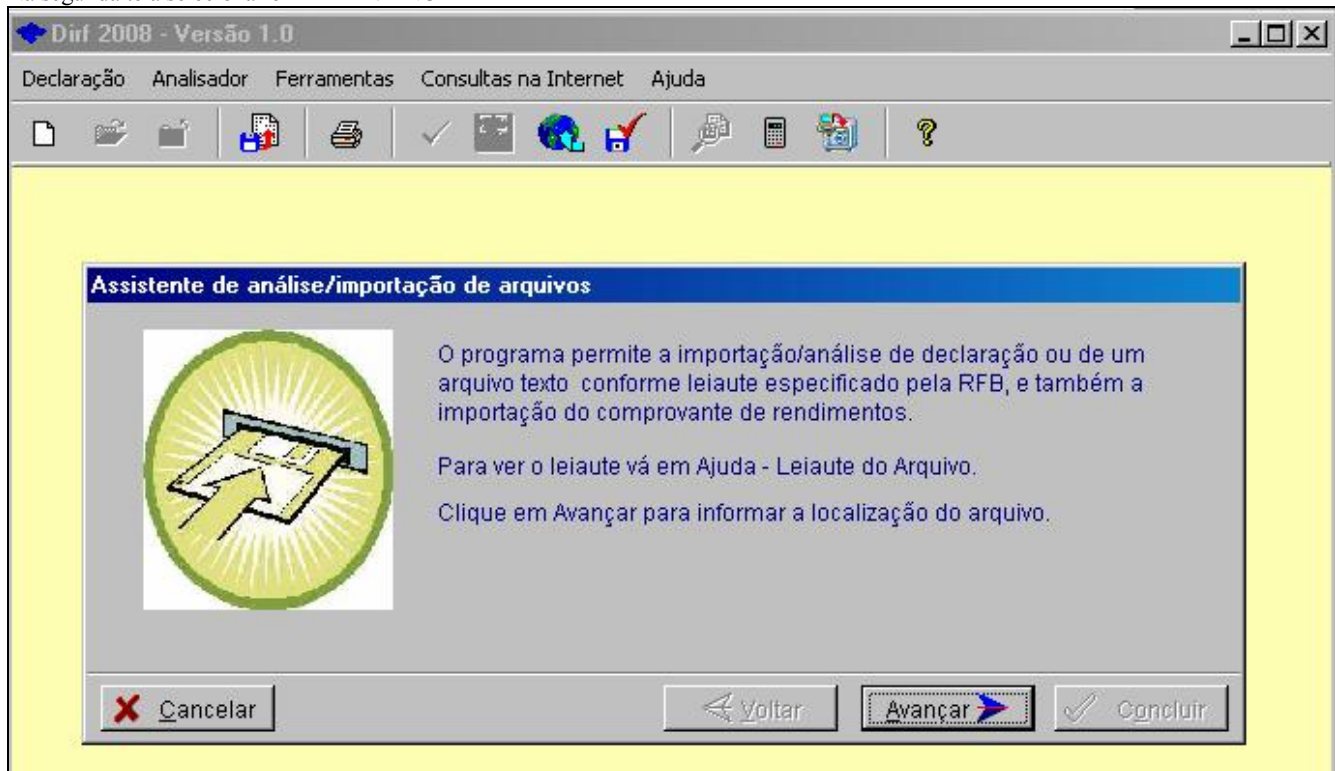 Dirf 2008 - Versão 1.0
Declaração Analisador Ferramentas Consultas na Internet Ajuda
Assistente de análise/importação de arquivos
O programa permite a importação/análise de declaração ou de um
arquivo texto conforme leiaute especificado pela RFB, e também a
importação do comprovante de rendimentos.
Para ver o leiaute vá em Ajuda - Leiaute do Arquivo.
Clique em Avançar para informar a localização do arquivo.
Cancelar Voltar Avançar Concluir